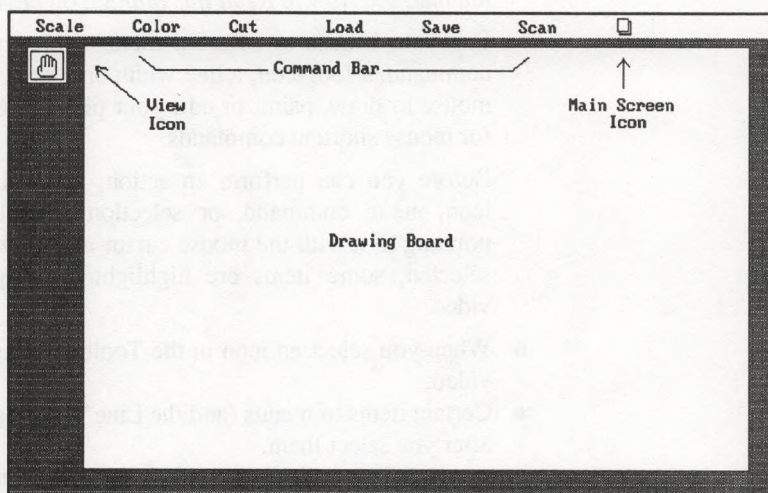 Scale Color Cut Load Save Scan
Command Bar
View
Icon
Main Screen
Icon
Drawing Board